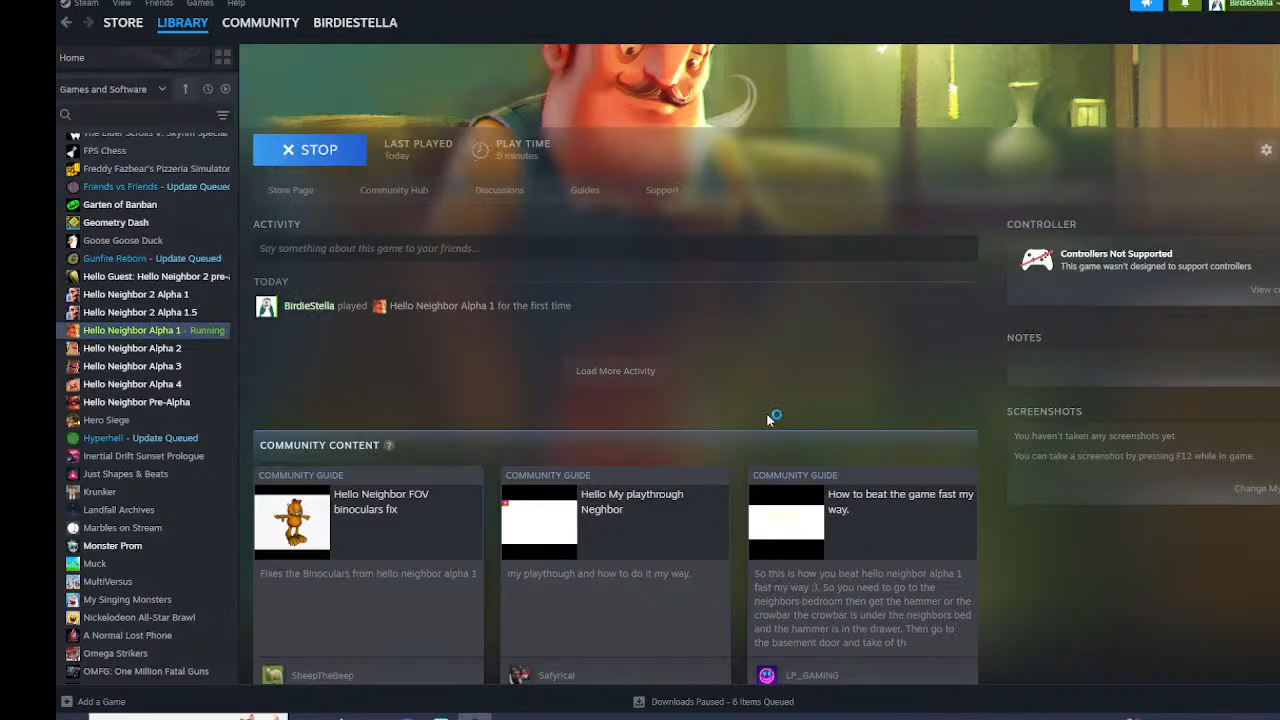 Steam View Friends Games Help
BirdieStella
STORE LIBRARY COMMUNITY BIRDIESTELLA
Home
Games and Software
The Elder Scrolls V: Skyrim Special
FPS Chess
Freddy Fazbear's Pizzeria Simulator
Friends vs Friends - Update Queued
Garten of Banban
Geometry Dash
Goose Goose Duck
Gunfire Reborn - Update Queued
Hello Guest: Hello Neighbor 2 pre-
Hello Neighbor 2 Alpha 1
Hello Neighbor 2 Alpha 1.5
Hello Neighbor Alpha 1 - Running
Hello Neighbor Alpha 2
Hello Neighbor Alpha 3
Hello Neighbor Alpha 4
Hello Neighbor Pre-Alpha
Hero Siege
Hyperhell - Update Queued
Inertial Drift Sunset Prologue
Just Shapes & Beats
Krunker
Landfall Archives
Marbles on Stream
Monster Prom
Muck
MultiVersus
My Singing Monsters
Nickelodeon All-Star Brawl
A Normal Lost Phone
Omega Strikers
OMFG: One Million Fatal Guns
Add a Game
STOP
LAST PLAYED
Today
PLAY TIME
9 minutes
Store Page Community Hub Discussions Guides Support
ACTIVITY
Say something about this game to your friends...
TODAY
BirdieStella played Hello Neighbor Alpha 1 for the first time
Load More Activity
COMMUNITY CONTENT ?
COMMUNITY GUIDE
Hello Neighbor FOV
binoculars fix
Fixes the Binoculars from hello neighbor alpha 1
SheepTheBeep
COMMUNITY GUIDE
Hello My playthrough
Neghbor
my playthough and how to do it my way.
Safyrical
COMMUNITY GUIDE
How to beat the game fast my
way.
So this is how you beat hello neighbor alpha 1
fast my way :). So you need to go to the
neighbors bedroom then get the hammer or the
crowbar the crowbar is under the neighbors bed
and the hammer is in the drawer. Then go to
the basement door and take of th
LP_GAMING
CONTROLLER
Controllers Not Supported
This game wasn't designed to support controllers
View co
NOTES
SCREENSHOTS
You haven't taken any screenshots yet
You can take a screenshot by pressing F12 while in game.
Change My
Downloads Paused - 6 Items Queued